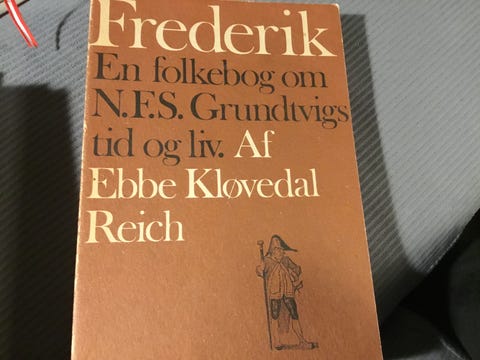 Frederik
En folkebog om
N.F.S. Grundtvigs
tid og liv. Af
Ebbe Kløvedal
Reich